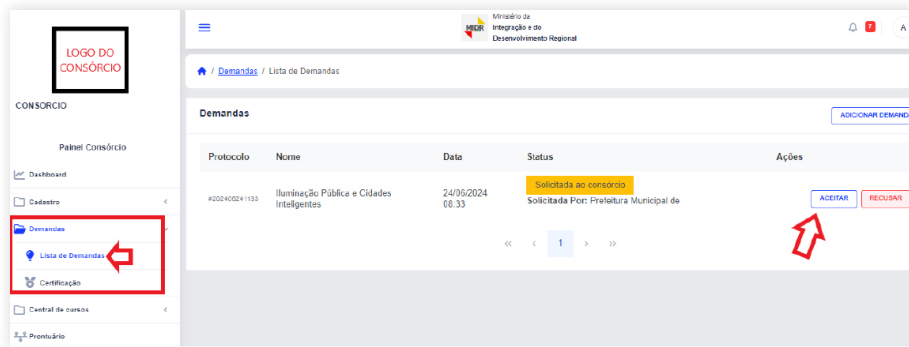 LOGO DO
CONSÓRCIO
CONSORCIO
Painel Consórcio
Dashboard
Cadastro
Demandas
Lista de Demandas
Certificação
Central de cursos
Prontuário
MIDR
Ministério da
Integração e do
Desenvolvimento Regional
7
A
/ Demandas / Lista de Demandas
Demandas
ADICIONAR DEMANDA
Protocolo Nome Data Status Ações
#202406241133 Iluminação Pública e Cidades
Inteligentes
24/06/2024
08:33
Solicitada ao consórcio
Solicitada Por: Prefeitura Municipal de
ACEITAR RECUSAR
<< < 1 > >>